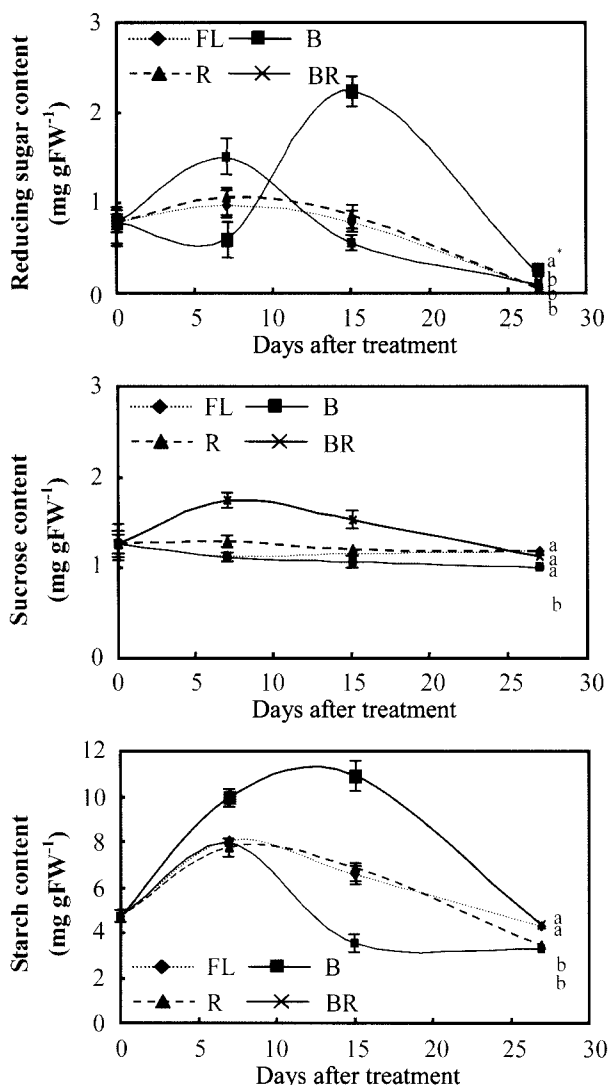 3
FL B
R BR
2
Reducing sugar content
(mg gFW⁻¹)
1
a*
b
b
b
0
0 5 10 15 20 25 30
Days after treatment
3
FL B
R BR
2
Sucrose content
(mg gFW⁻¹)
1
a
a
a
b
0
0 5 10 15 20 25 30
Days after treatment
12
10
8
Starch content
(mg gFW⁻¹)
6
4
a
a
b
b
2
FL B
R BR
0
0 5 10 15 20 25 30
Days after treatment